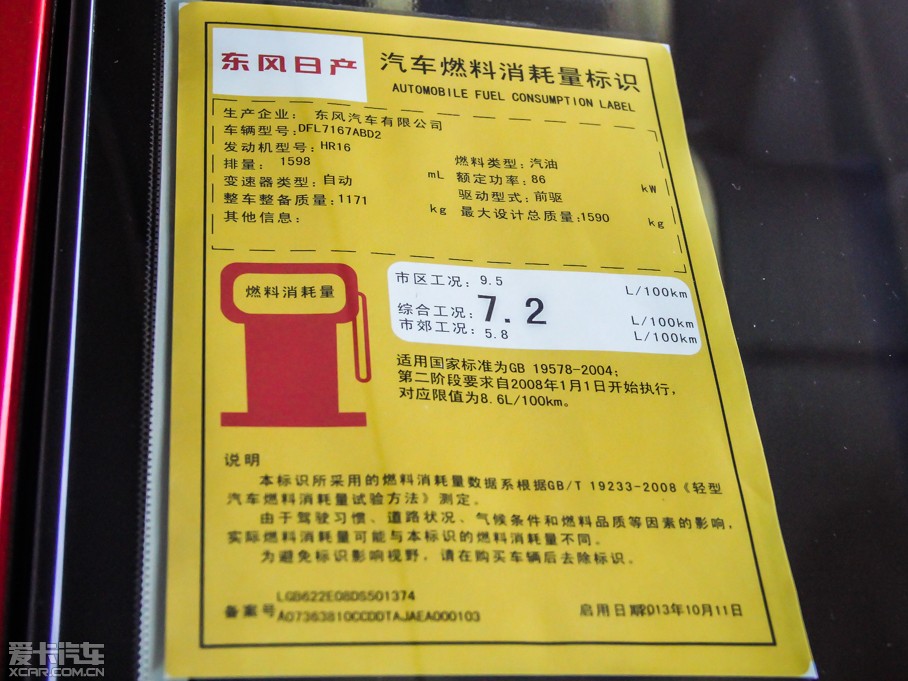 东风日产
汽车燃料消耗量标识
AUTOMOBILE FUEL CONSUMPTION LABEL
生产企业： 东风汽车有限公司
车辆型号:DFL7167ABD2
发动机型号: HR16
燃料类型: 汽油
排量: 1598 mL
额定功率: 86 kW
变速器类型: 自动
驱动型式: 前驱
整车整备质量: 1171 kg
最大设计总质量:1590 kg
其他信息:
燃料消耗量
市区工况: 9.5 L/100km
综合工况: 7.2 L/100km
市郊工况: 5.8 L/100km
适用国家标准为GB 19578-2004;
第二阶段要求自2008年1月1日开始执行,
对应限值为8.6L/100km。
说明
本标识所采用的燃料消耗量数据系根据GB/T 19233-2008《轻型
汽车燃料消耗量试验方法》测定。
由于驾驶习惯、道路状况、气候条件和燃料品质等因素的影响,
实际燃料消耗量可能与本标识的燃料消耗量不同。
为避免标识影响视野, 请在购买车辆后去除标识。
LGB622E08DS501374
备案号 A07363810CCDDTAJAEA000103
启用日期2013年10月11日
爱卡汽车
XCAR.COM.CN